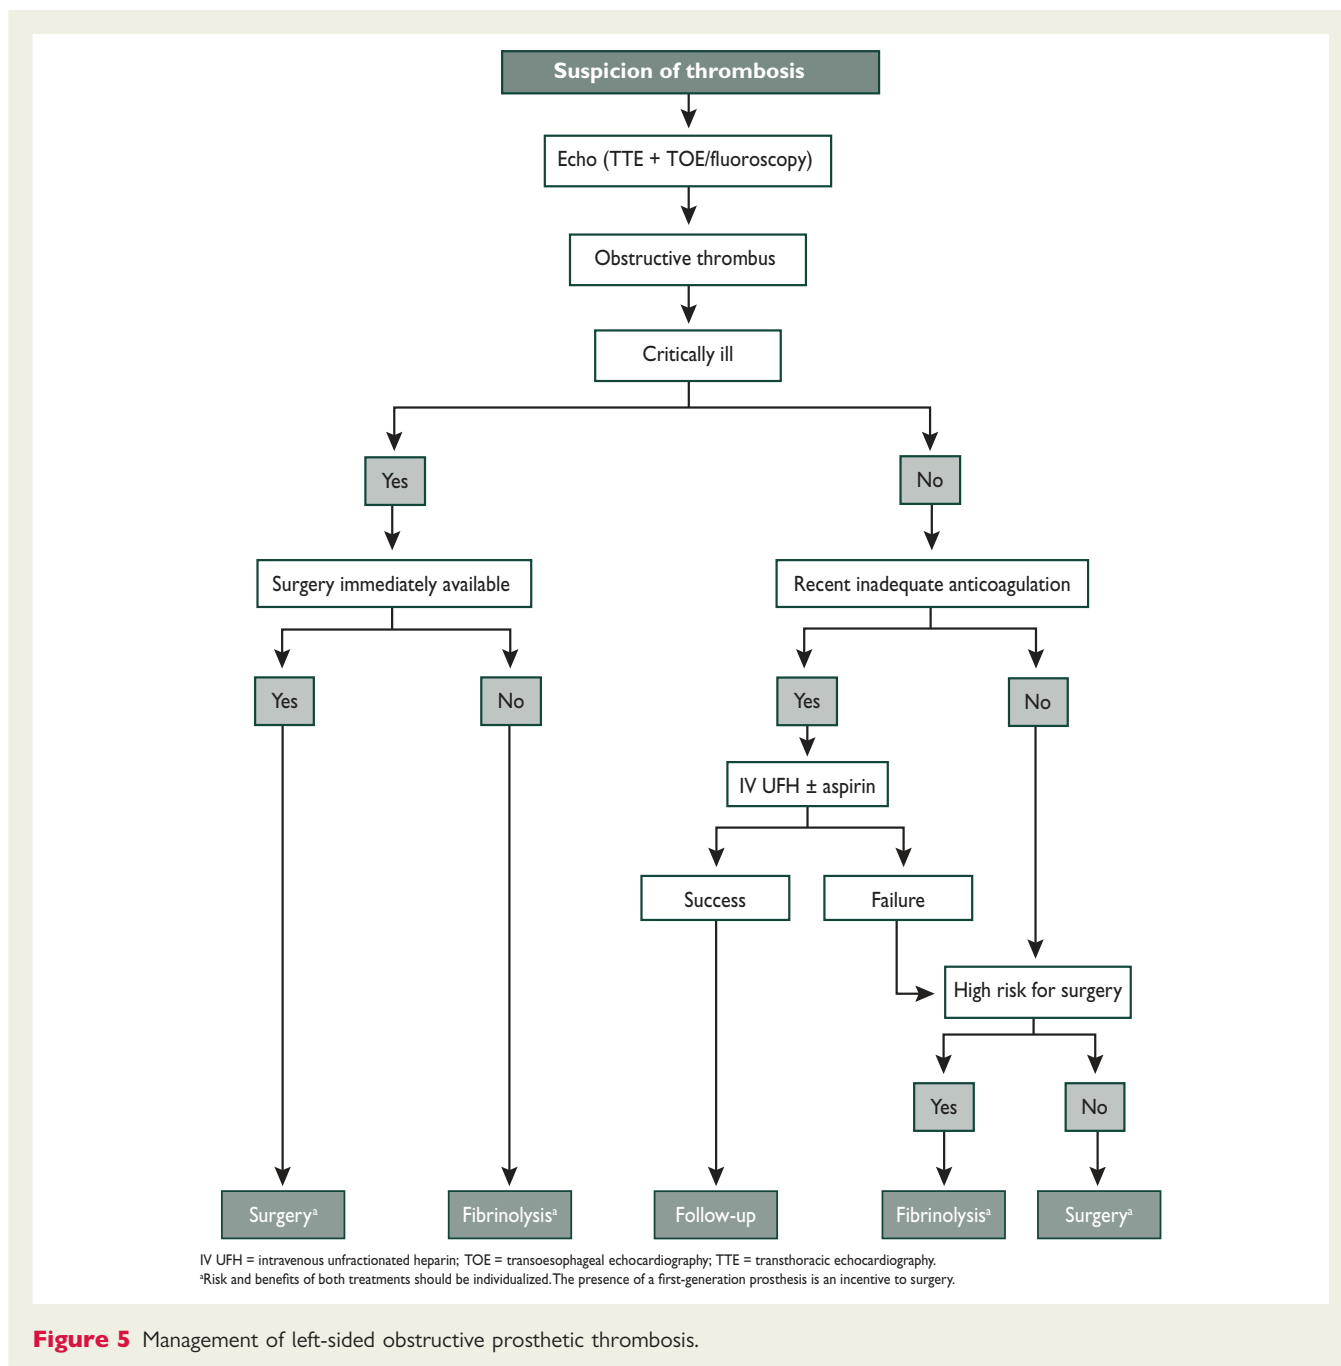 Suspicion of thrombosis
Echo (TTE + TOE/fluoroscopy)
Obstructive thrombus
Critically ill
Yes
No
Surgery immediately available
Recent inadequate anticoagulation
Yes
No
Yes
No
IV UFH ± aspirin
Success
Failure
High risk for surgery
Yes
No
Surgeryᵃ
Fibrinolysisᵃ
Follow-up
Fibrinolysisᵃ
Surgeryᵃ
IV UFH = intravenous unfractionated heparin; TOE = transoesophageal echocardiography; TTE = transthoracic echocardiography.
ᵃRisk and benefits of both treatments should be individualized. The presence of a first-generation prosthesis is an incentive to surgery.
Figure 5 Management of left-sided obstructive prosthetic thrombosis.